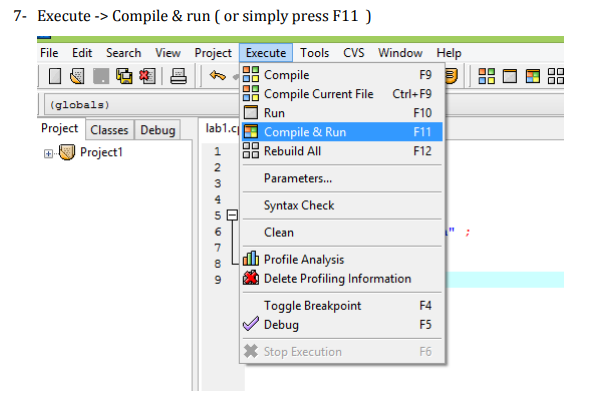 7- Execute -> Compile & run ( or simply press F11 )
File Edit Search View Project Execute Tools CVS Window Help
(globals)
Project Classes Debug
Project1
lab1.c
1
2
3
4
5
6
7
8
9
" ;
Compile F9
Compile Current File Ctrl+F9
Run F10
Compile & Run F11
Rebuild All F12
Parameters...
Syntax Check
Clean
Profile Analysis
Delete Profiling Information
Toggle Breakpoint F4
Debug F5
Stop Execution F6